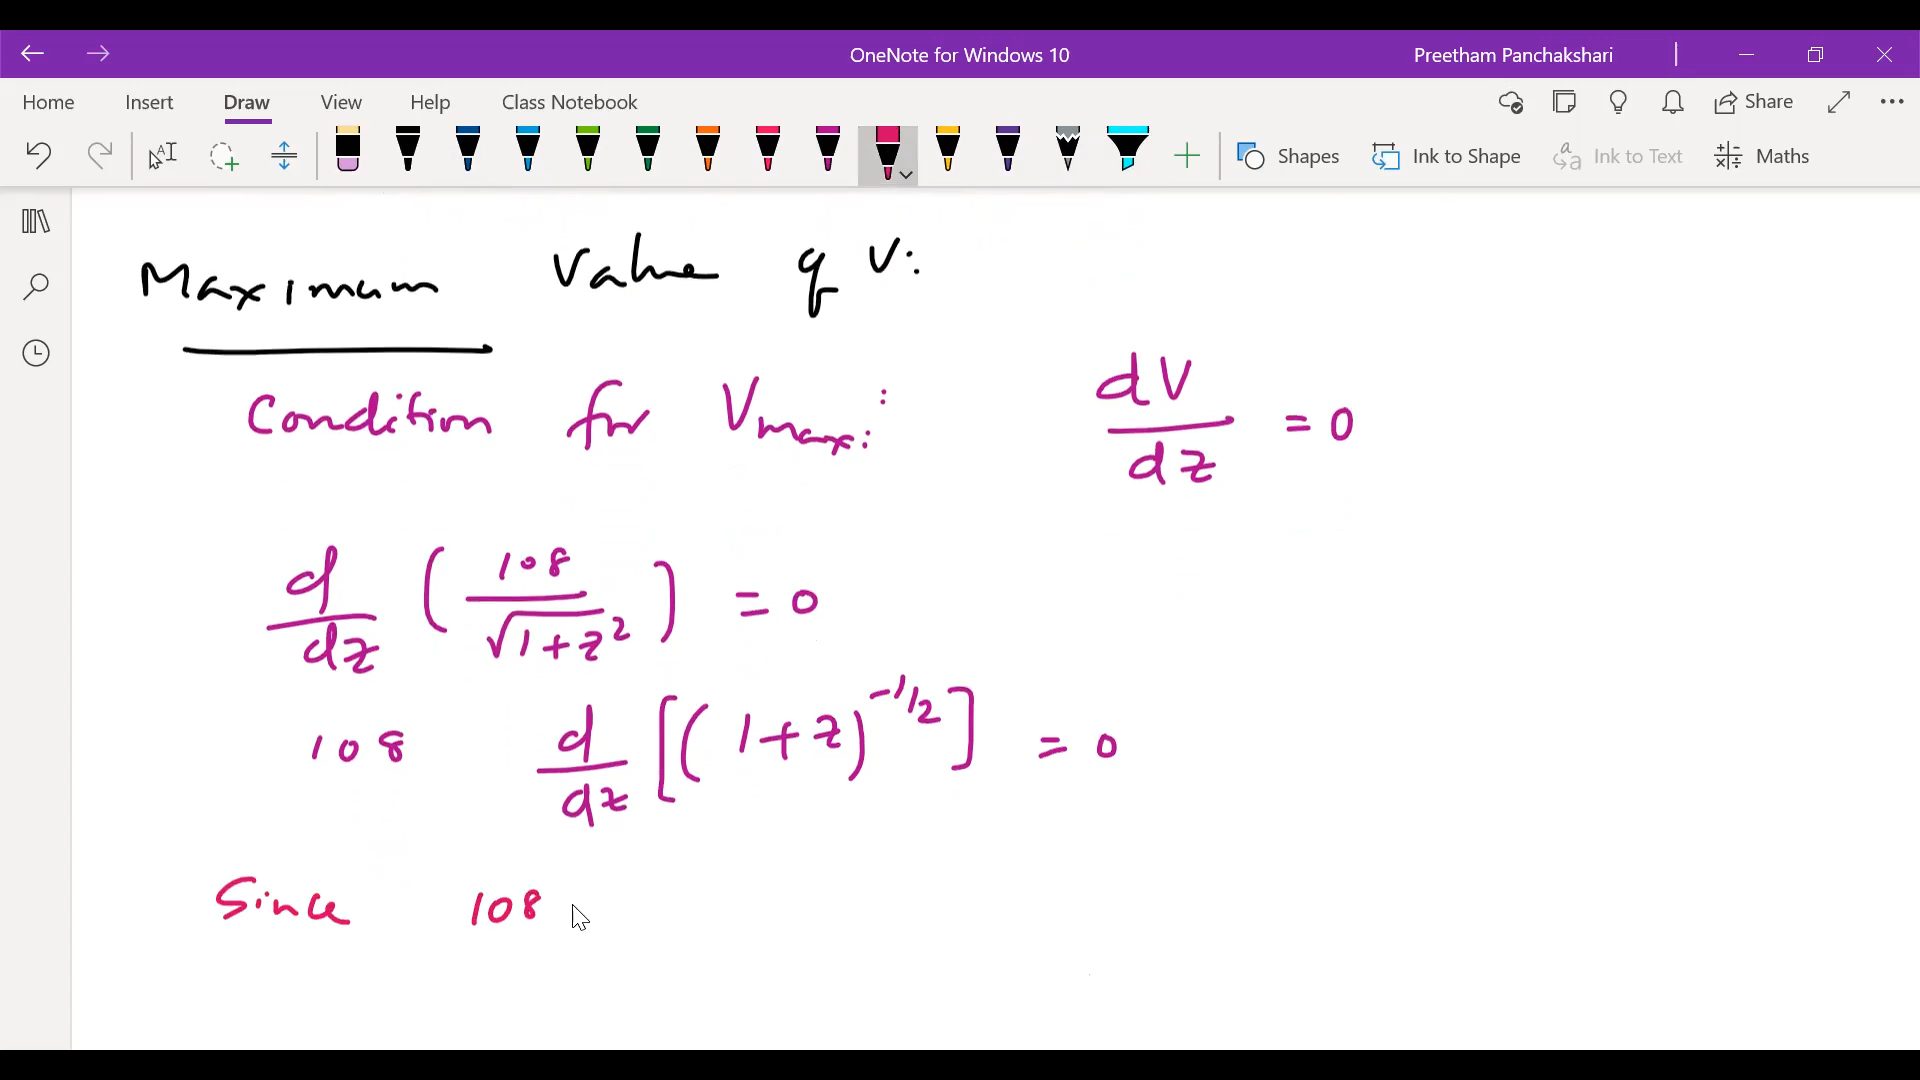 OneNote for Windows 10 Preetham Panchakshari
Home Insert Draw View Help Class Notebook Share
Shapes Ink to Shape Ink to Text Maths
Maximum Value of V:
Condition for Vmax: dV/dz = 0
d/dz (108/√1+z²) = 0
108 d/dz [(1+z)^-1/2] = 0
Since 108